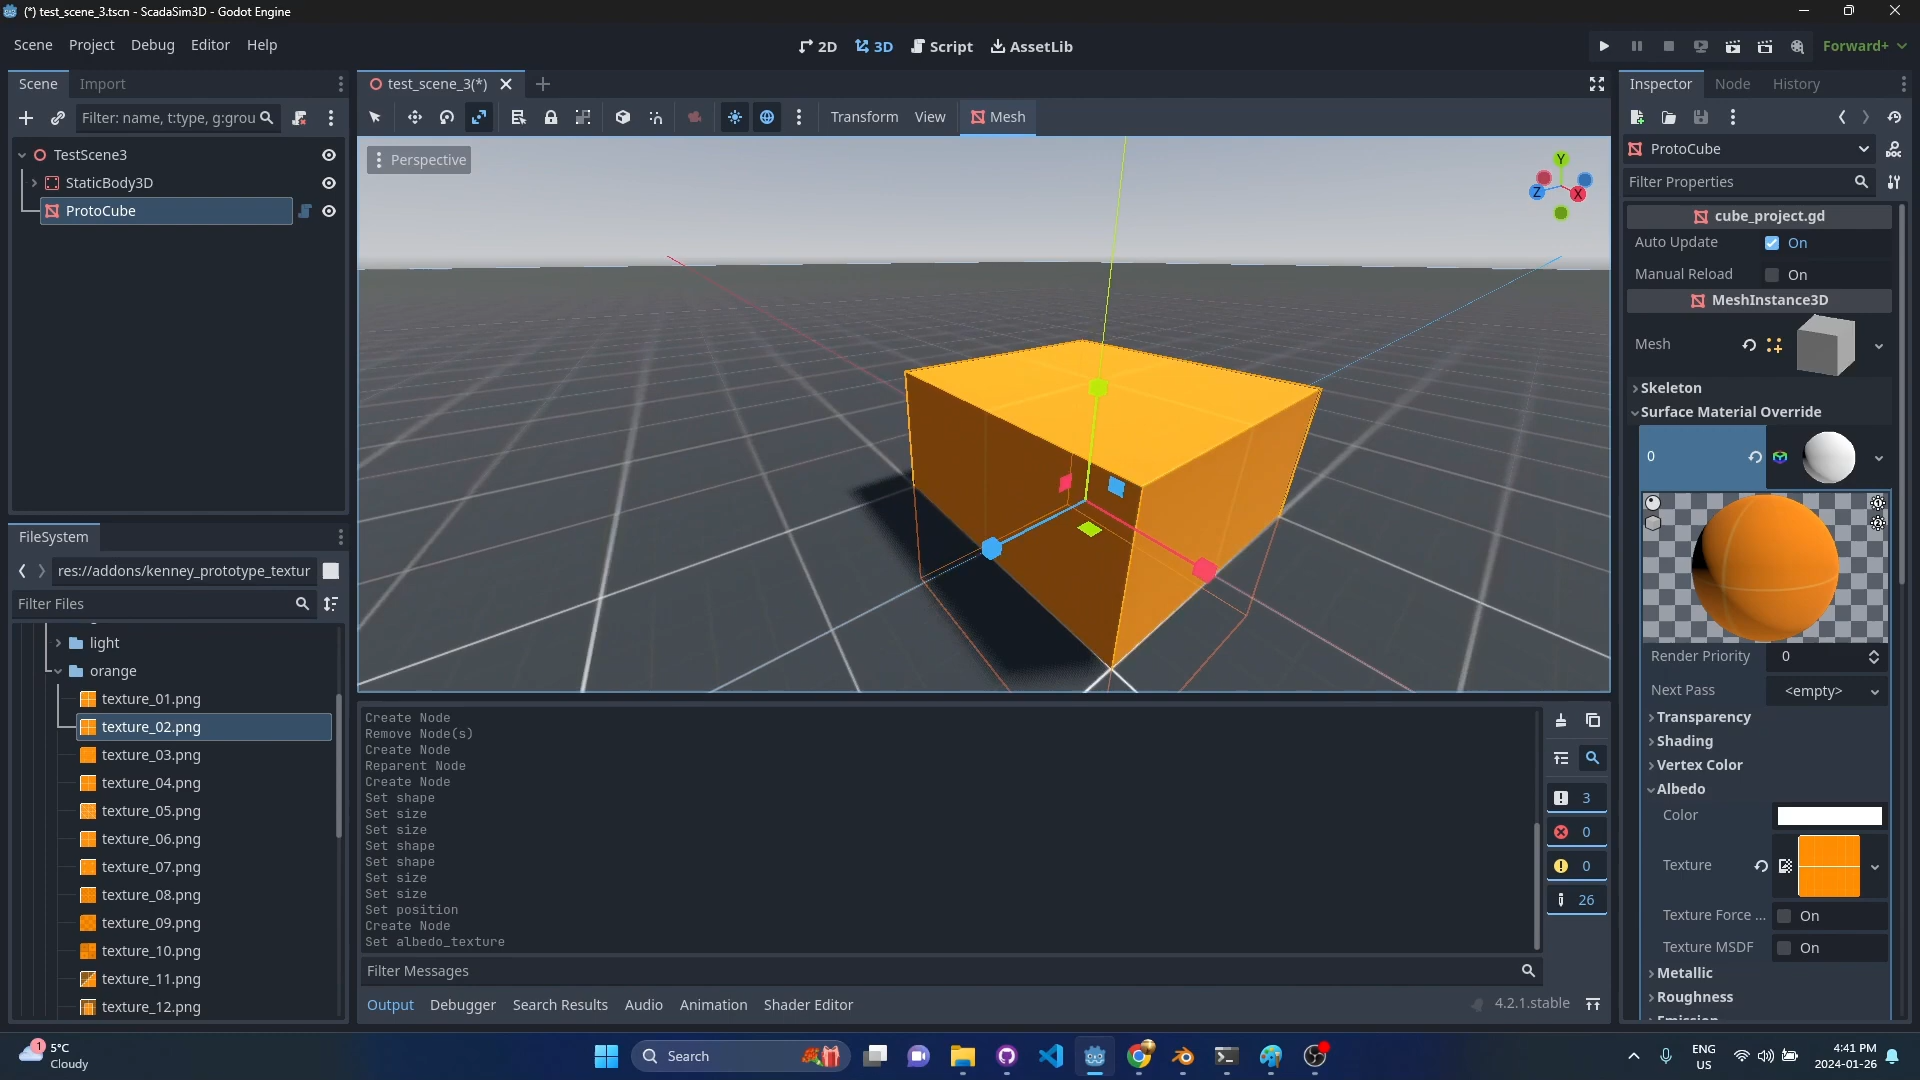 (*) test_scene_3.tscn - ScadaSim3D - Godot Engine
Scene Project Debug Editor Help
2D 3D Script AssetLib
Forward+
Scene Import
Filter: name, t:type, g:grou
TestScene3
StaticBody3D
ProtoCube
FileSystem
res://addons/kenney_prototype_textur
Filter Files
light
orange
texture_01.png
texture_02.png
texture_03.png
texture_04.png
texture_05.png
texture_06.png
texture_07.png
texture_08.png
texture_09.png
texture_10.png
texture_11.png
texture_12.png
test_scene_3(*)
Transform View Mesh
Perspective
Y
Z X
Create Node
Remove Node(s)
Create Node
Reparent Node
Create Node
Set shape
Set size
Set size
Set shape
Set shape
Set size
Set size
Set position
Create Node
Set albedo_texture
3
0
0
26
Filter Messages
Output Debugger Search Results Audio Animation Shader Editor
4.2.1.stable
Inspector Node History
ProtoCube
Filter Properties
cube_project.gd
Auto Update On
Manual Reload On
MeshInstance3D
Mesh
Skeleton
Surface Material Override
0
Render Priority 0
Next Pass <empty>
Transparency
Shading
Vertex Color
Albedo
Color
Texture
Texture Force ... On
Texture MSDF On
Metallic
Roughness
1
5°C
Cloudy
Search
ENG
US
4:41 PM
2024-01-26